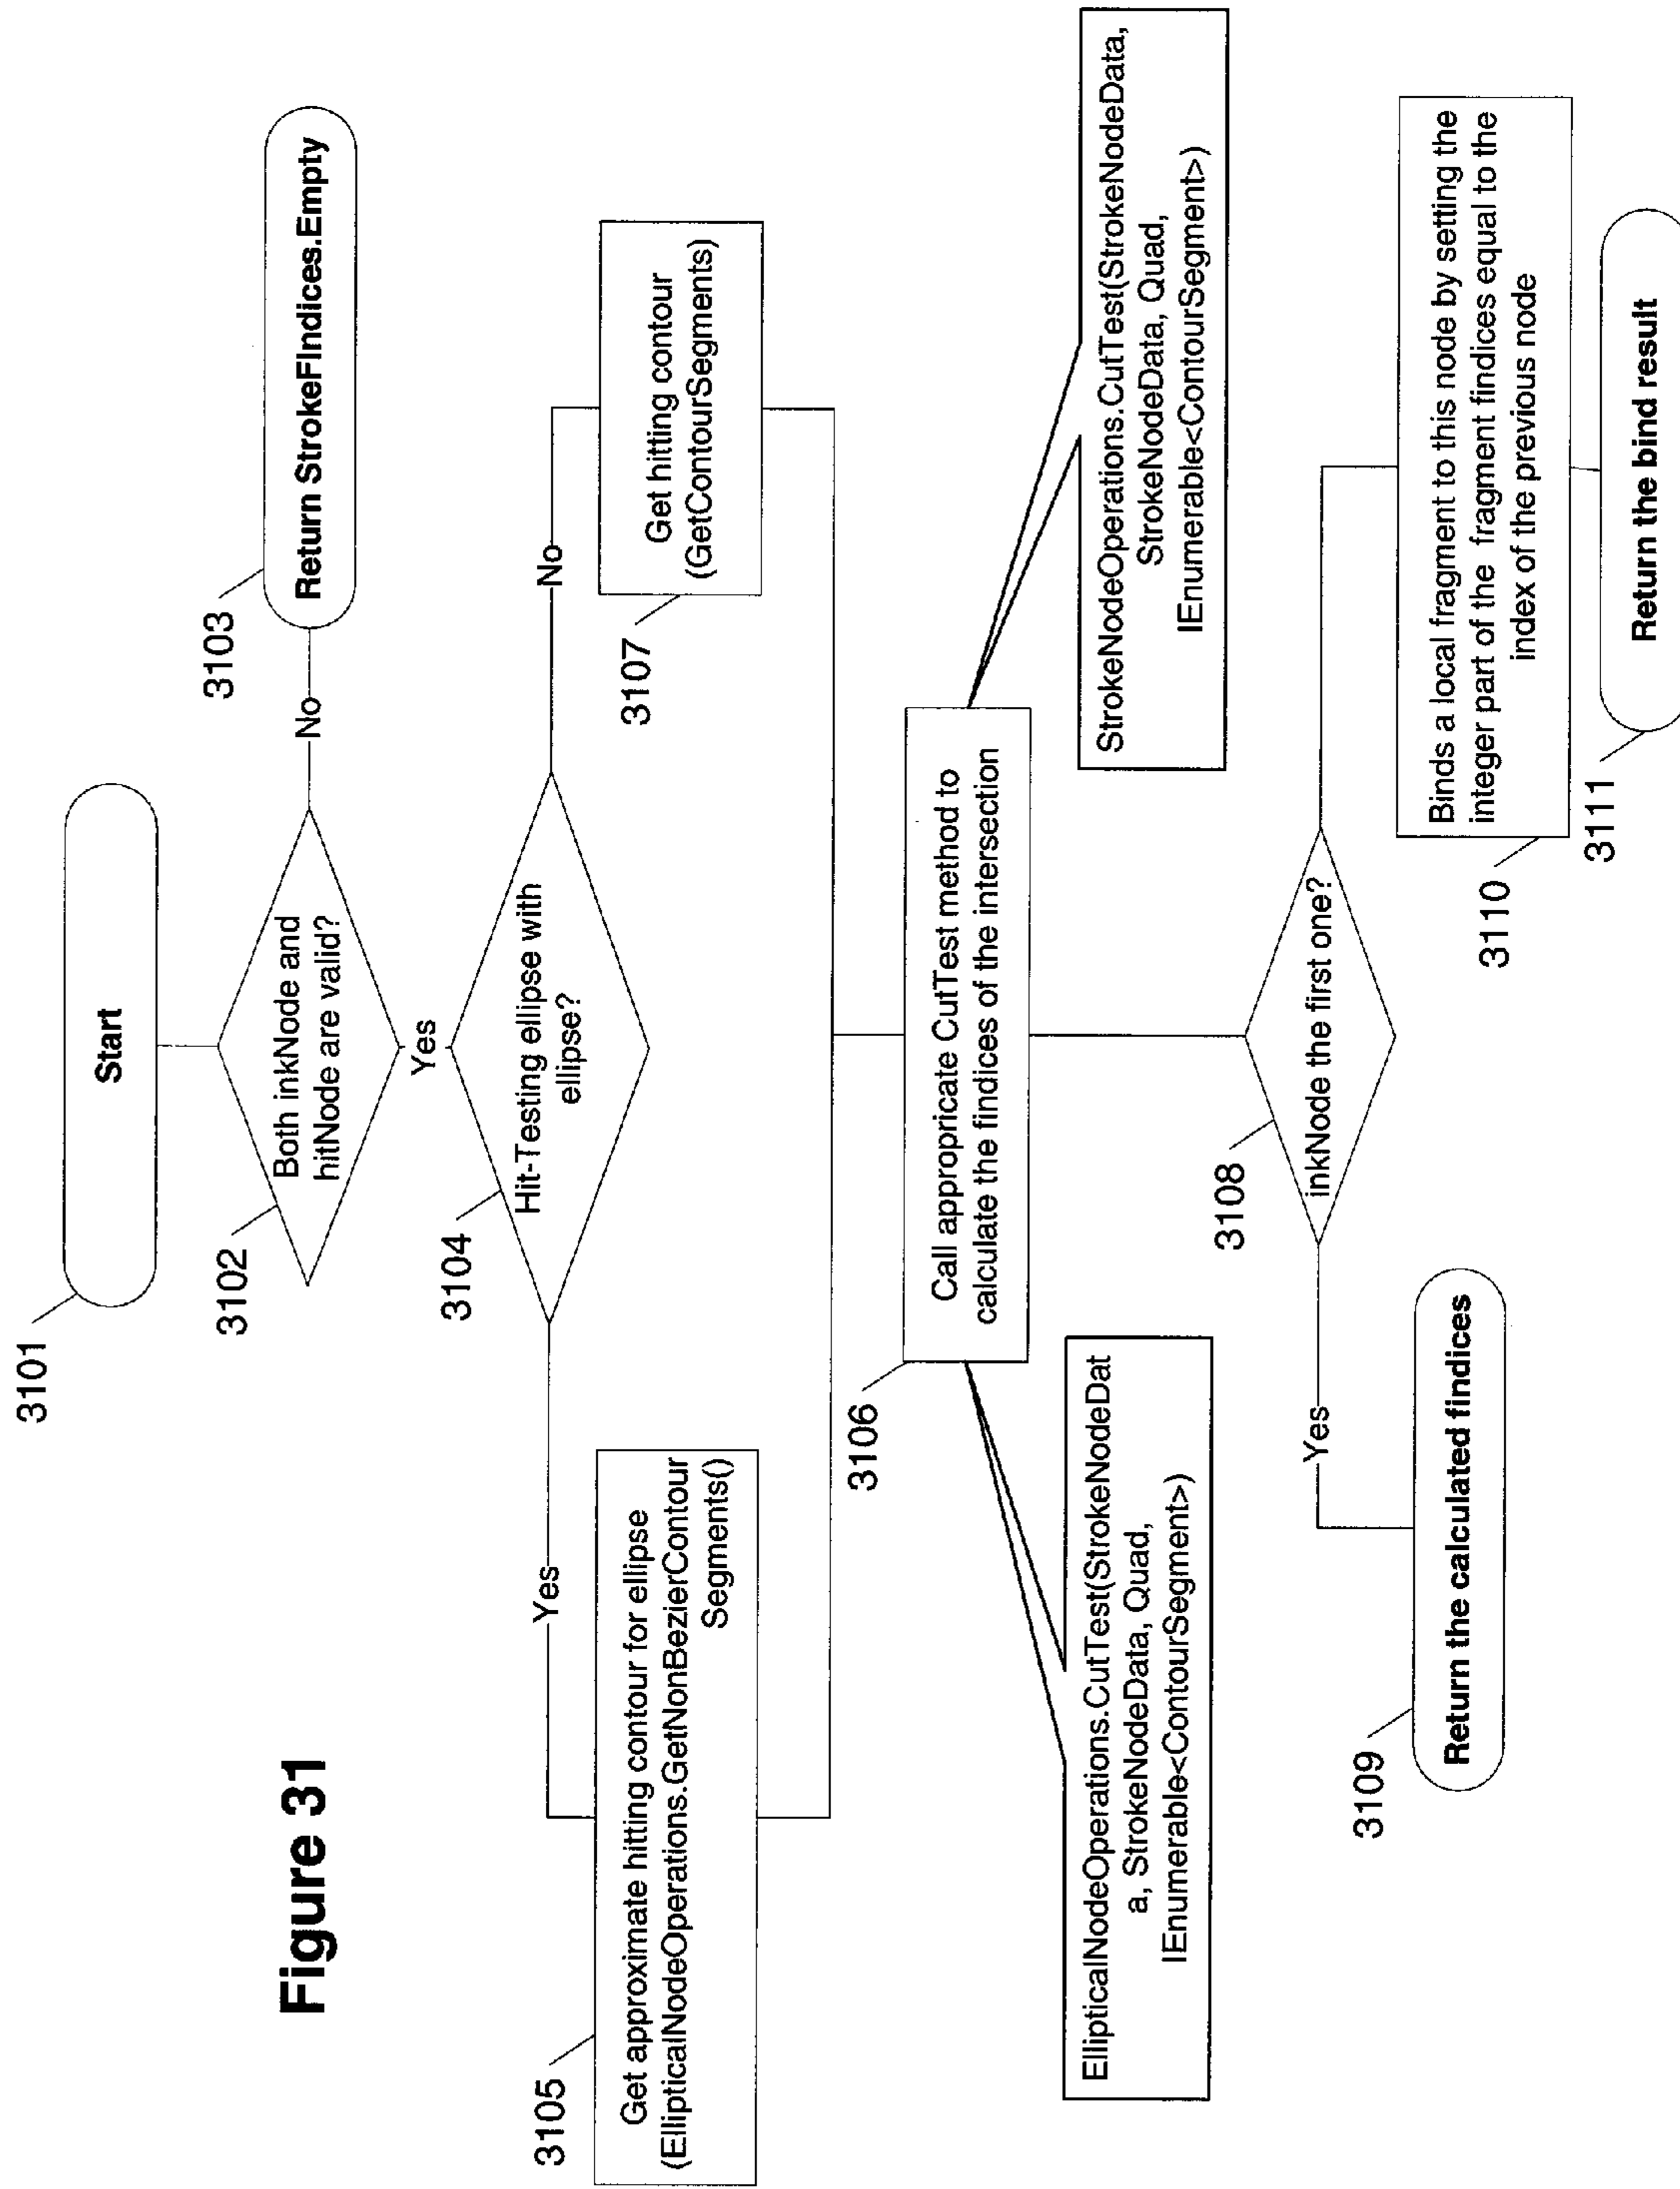 Figure 31
3101
Start
3102
Both inkNode and
hitNode are valid?
No
3103
Return StrokeFIndices.Empty
Yes
3104
Hit-Testing ellipse with
ellipse?
Yes
No
3105
Get approximate hitting contour for ellipse
(EllipticalNodeOperations.GetNonBezierContour
Segments()
3107
Get hitting contour
(GetContourSegments)
3106
Call appropricate CutTest method to
calculate the findices of the intersection
EllipticalNodeOperations.CutTest(StrokeNodeDat
a, StrokeNodeData, Quad,
IEnumerable<ContourSegment>)
StrokeNodeOperations.CutTest(StrokeNodeData,
StrokeNodeData, Quad,
IEnumerable<ContourSegment>)
3108
inkNode the first one?
Yes
3109
Return the calculated findices
3110
Binds a local fragment to this node by setting the
integer part of the fragment findices equal to the
index of the previous node
3111
Return the bind result